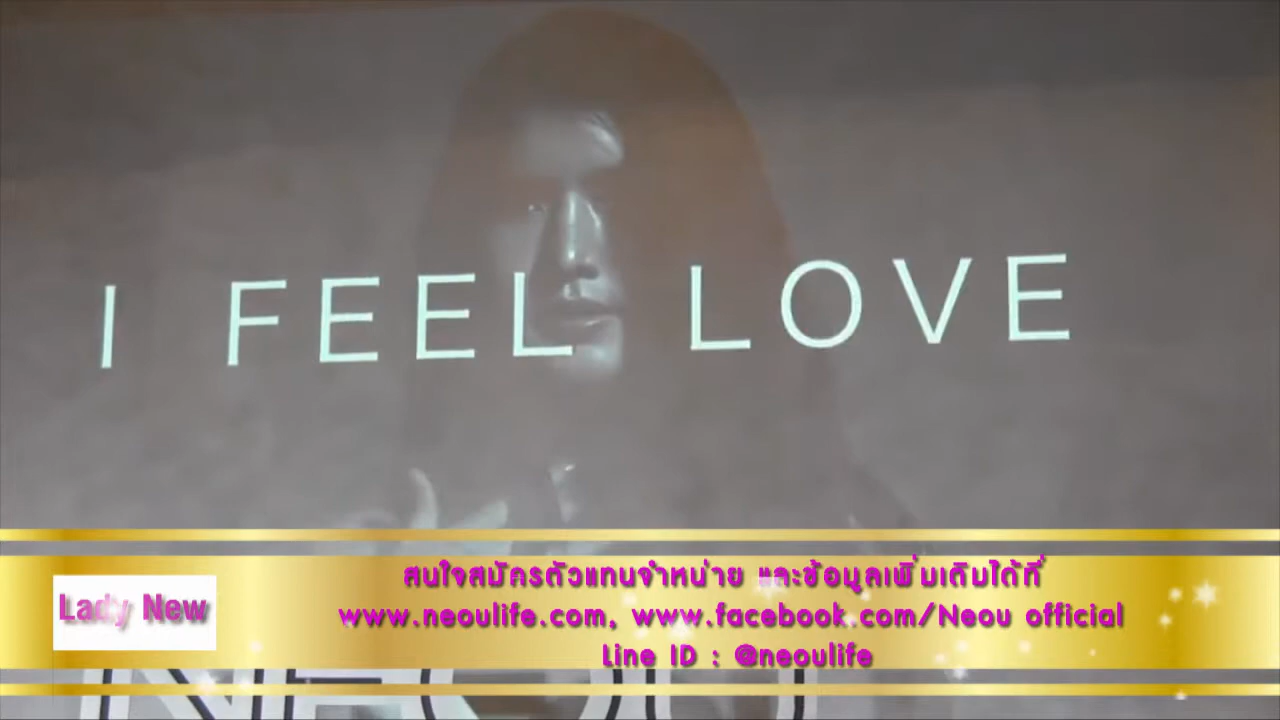 I FEEL LOVE
สนใจสมัครตัวแทนจำหน่าย และข้อมูลเพิ่มเติมได้ที่
Lady New
www.neoulife.com, www.facebook.com/Neou official
Line ID : @neoulife
NEOU